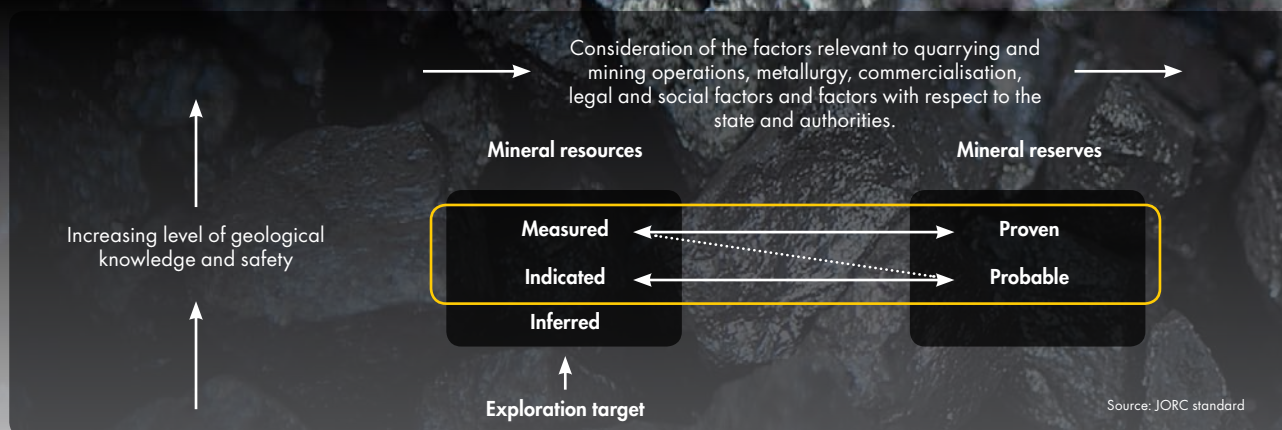 Consideration of the factors relevant to quarrying and
mining operations, metallurgy, commercialisation,
legal and social factors and factors with respect to the
state and authorities.
Mineral resources
Mineral reserves
Increasing level of geological
knowledge and safety
Measured
Proven
Indicated
Probable
Inferred
Exploration target
Source: JORC standard